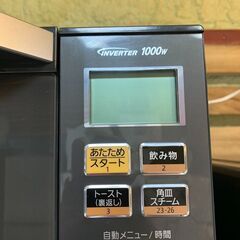 INVERTER 1000W
あたため
スタート
1
飲み物
2
トースト
(裏返し)
3
角皿
スチーム
23-26
自動メニュー/時間